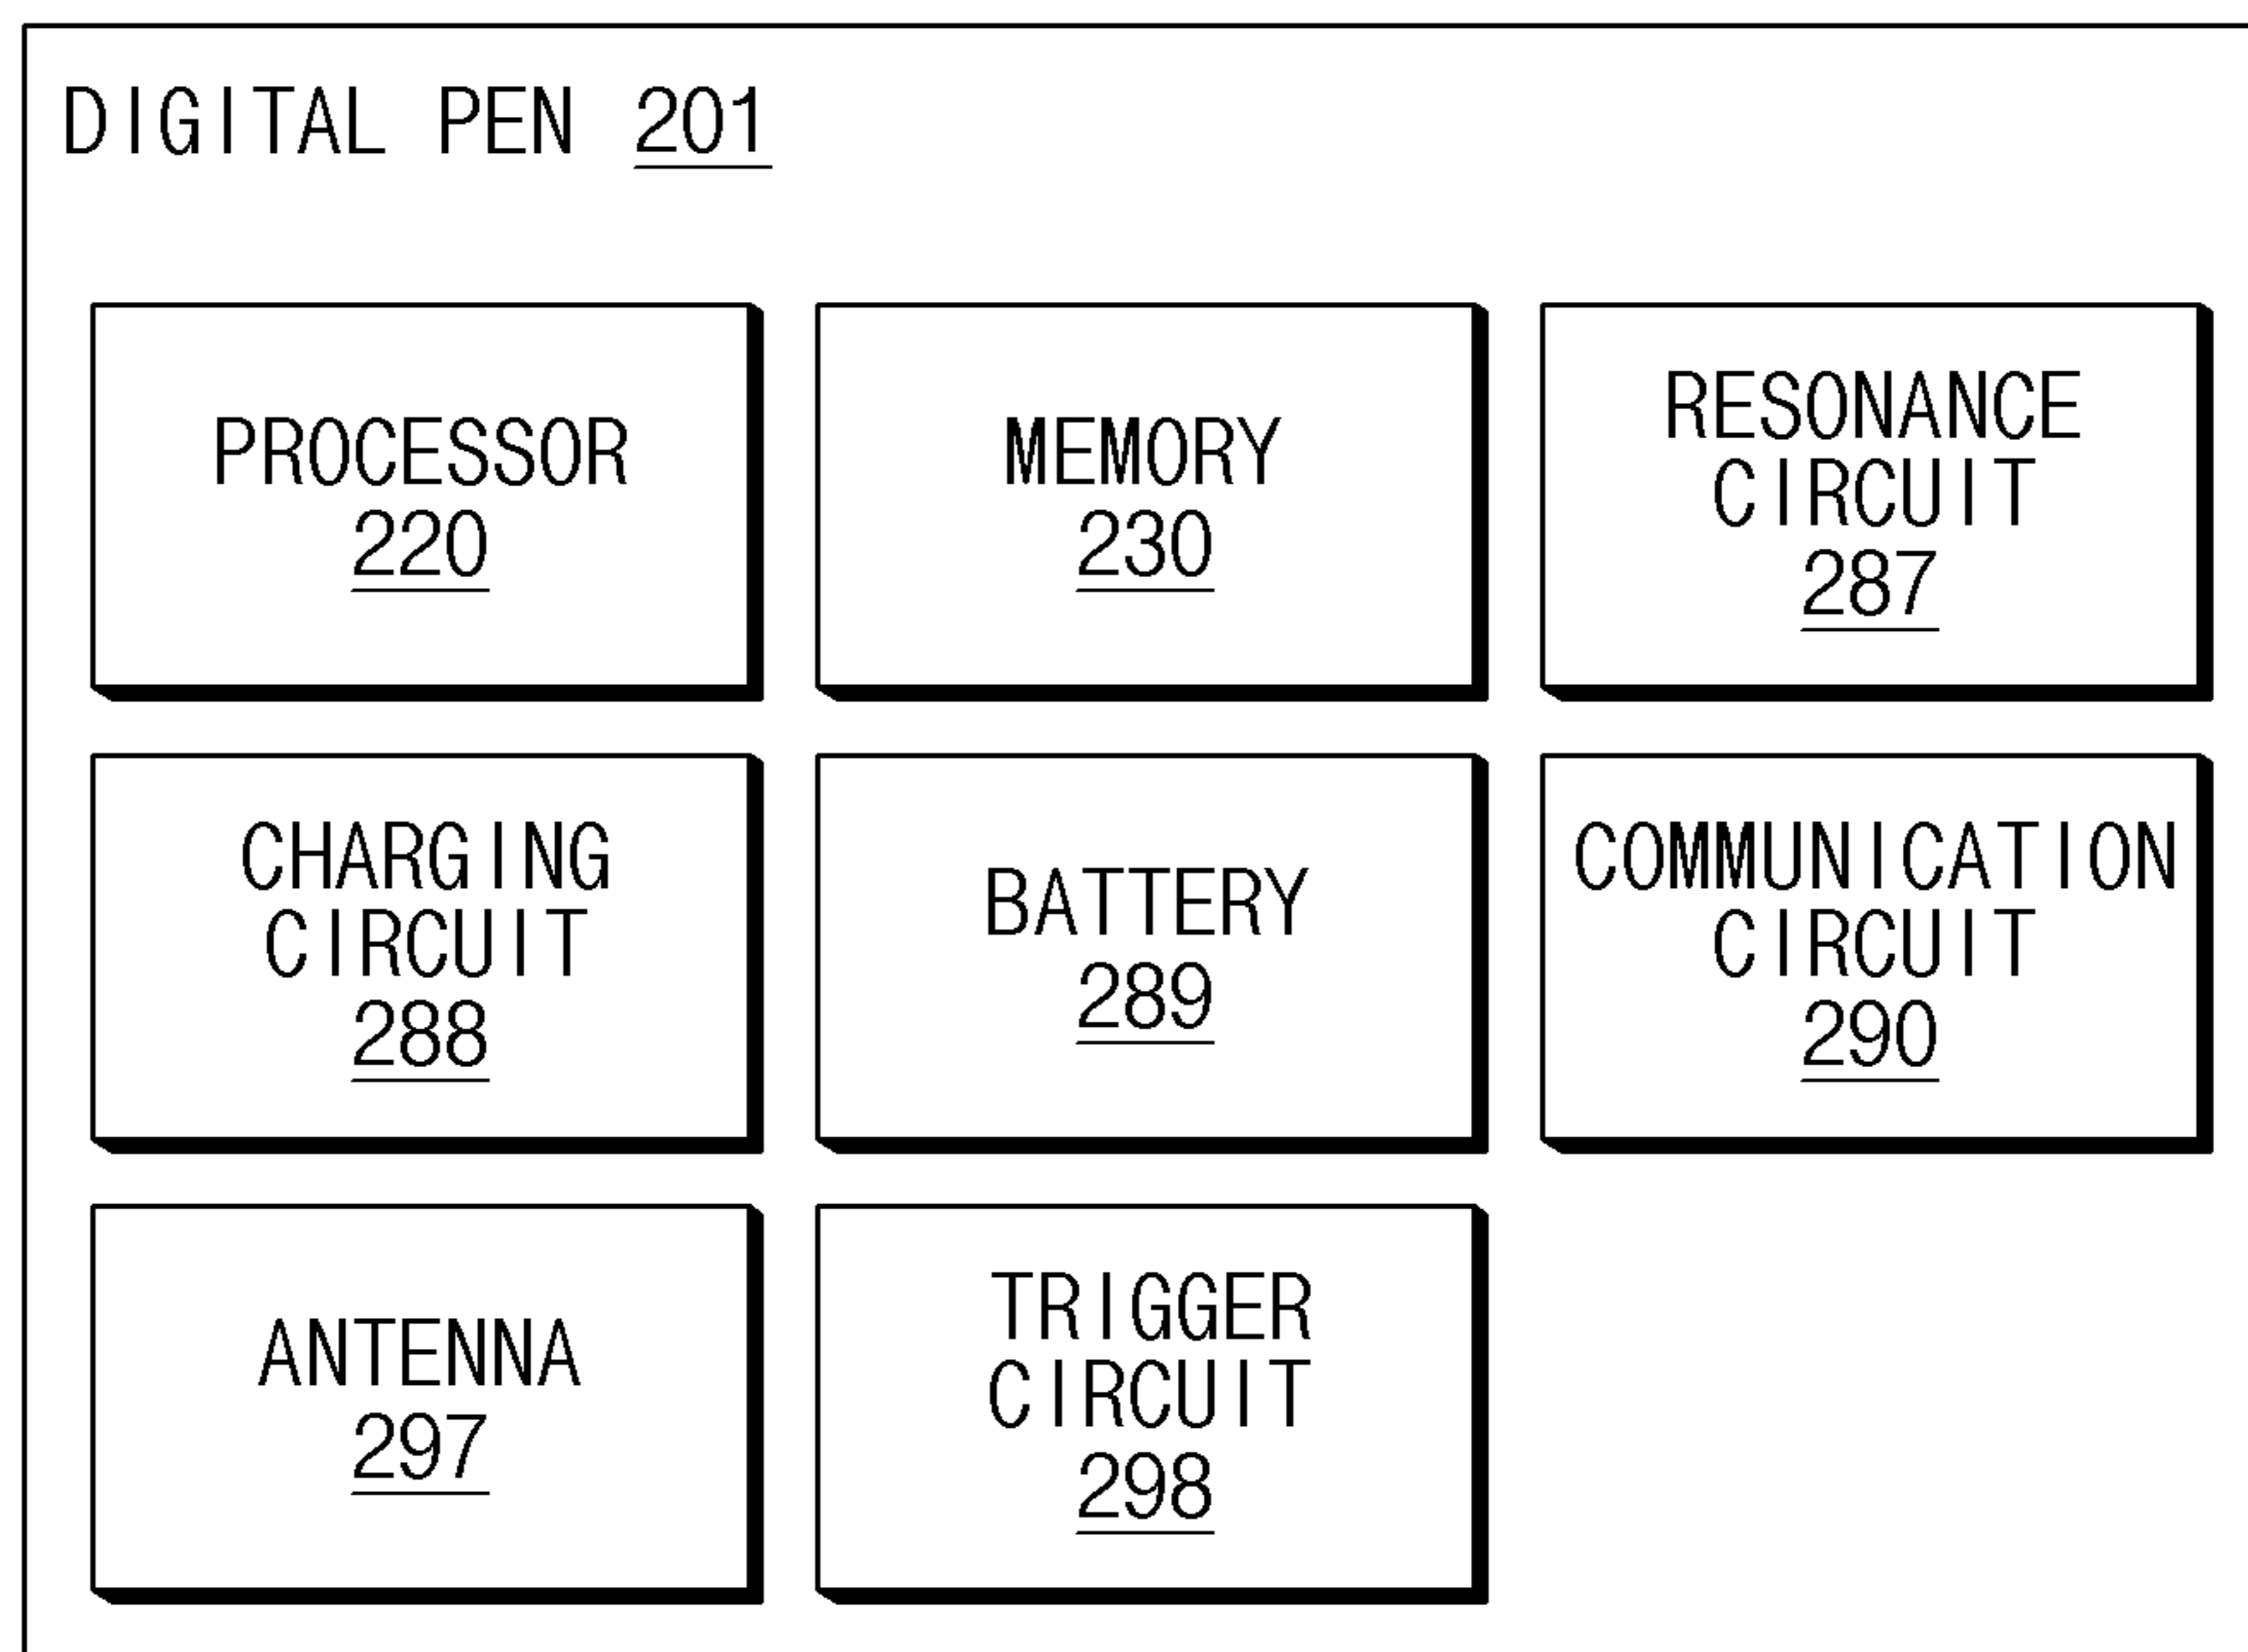 DIGITAL PEN 201
PROCESSOR
220
MEMORY
230
RESONANCE
CIRCUIT
287
CHARGING
CIRCUIT
288
BATTERY
289
COMMUNICATION
CIRCUIT
290
ANTENNA
297
TRIGGER
CIRCUIT
298